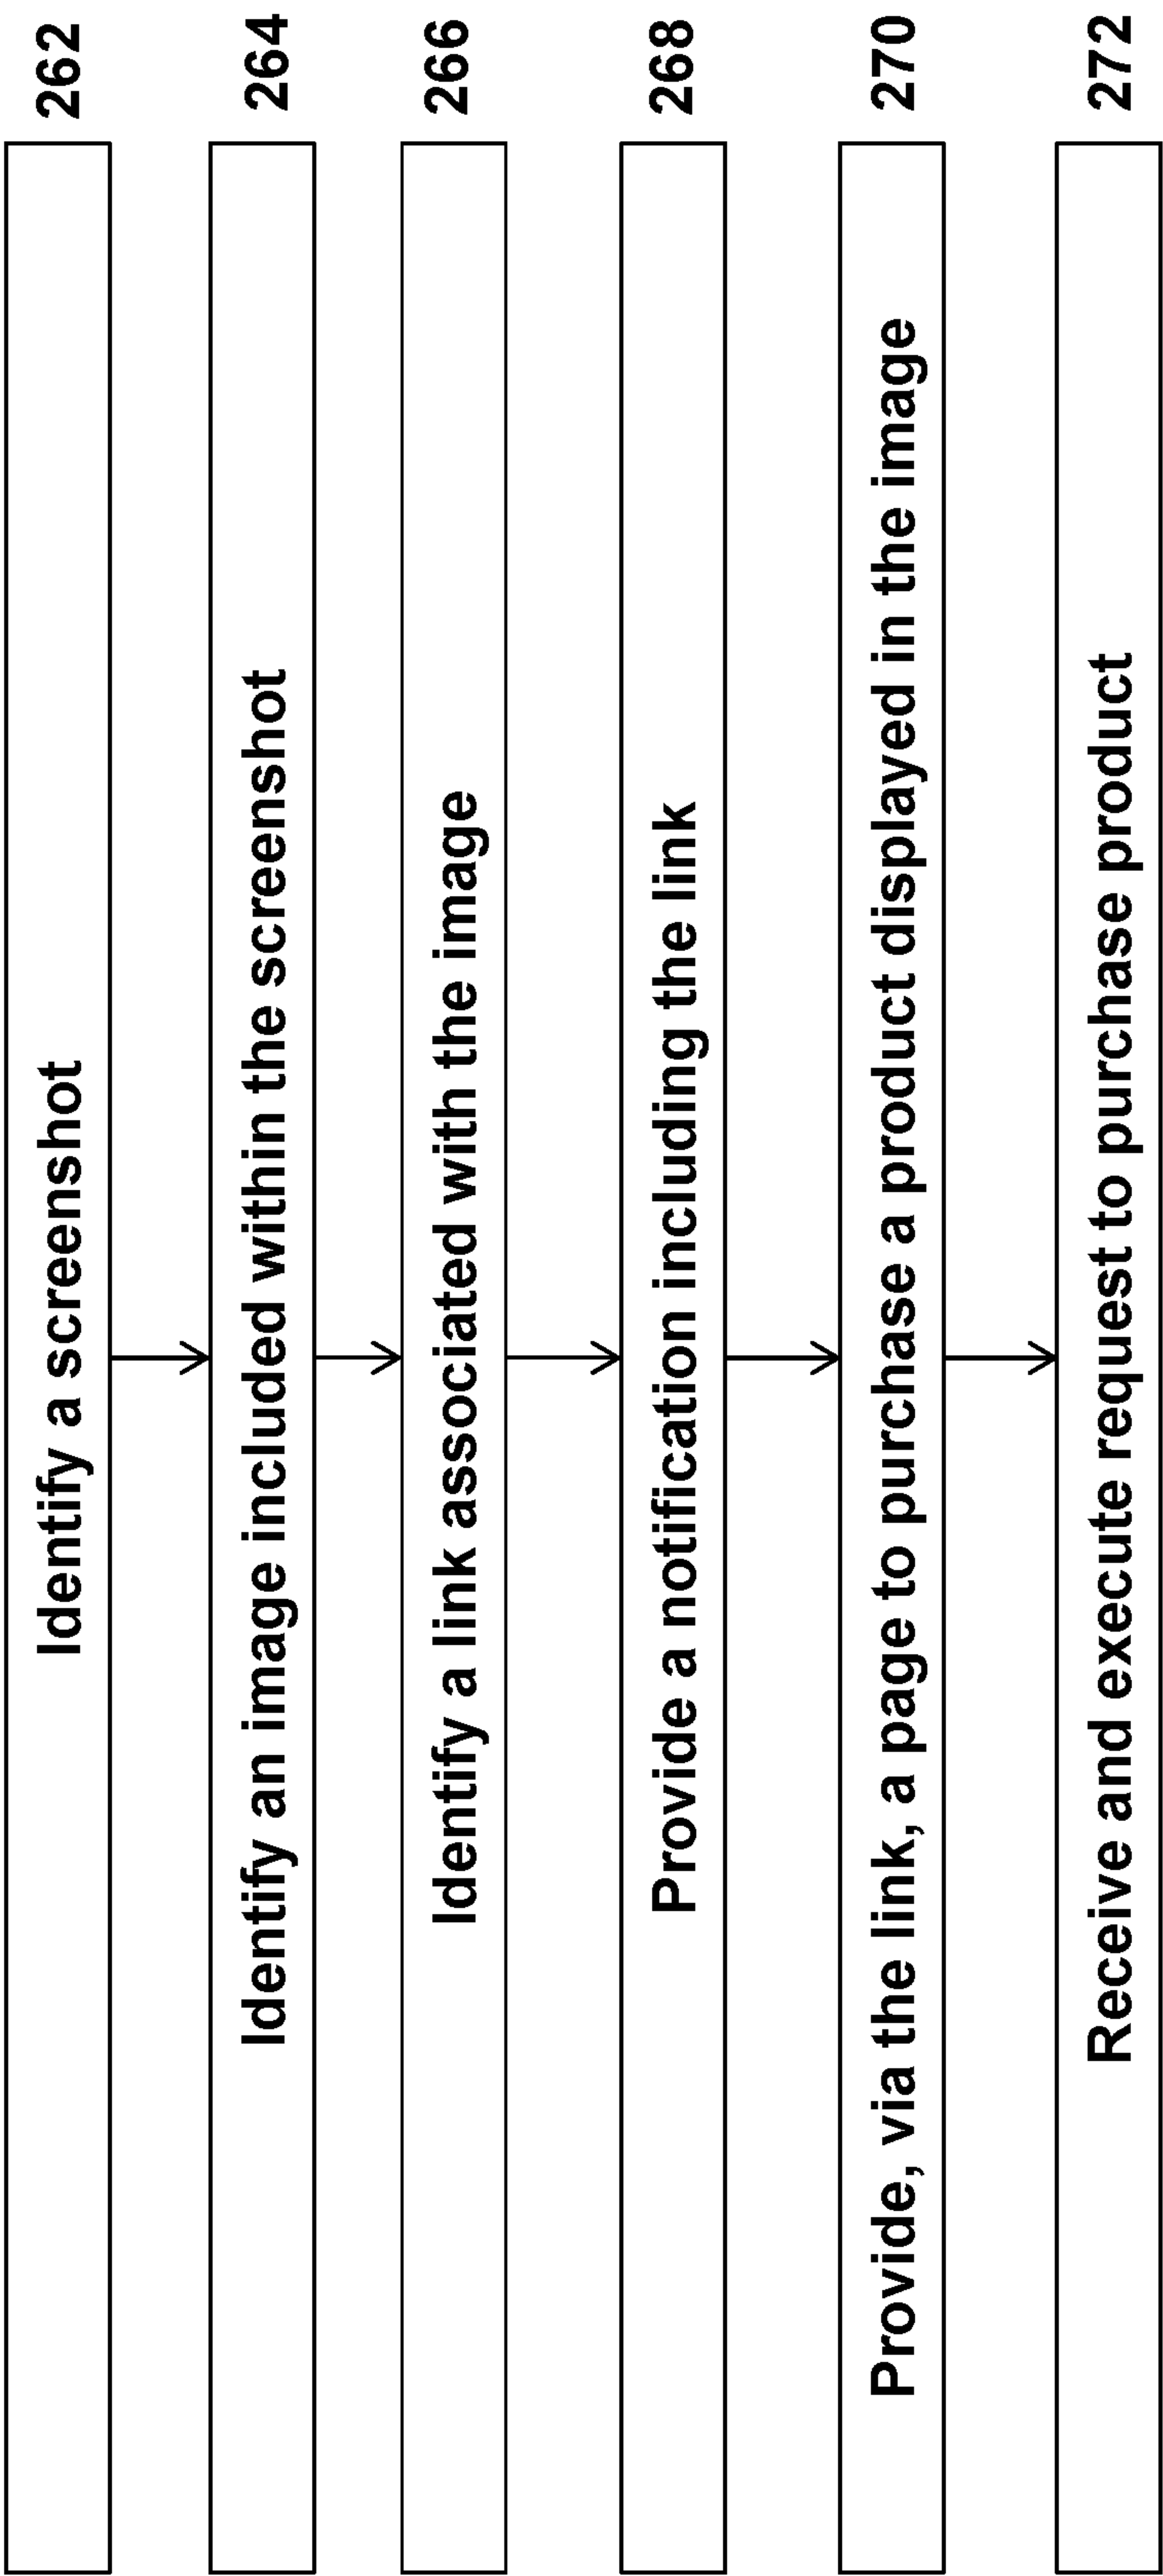 Identify a screenshot 262
Identify an image included within the screenshot 264
Identify a link associated with the image 266
Provide a notification including the link 268
Provide, via the link, a page to purchase a product displayed in the image 270
Receive and execute request to purchase product 272